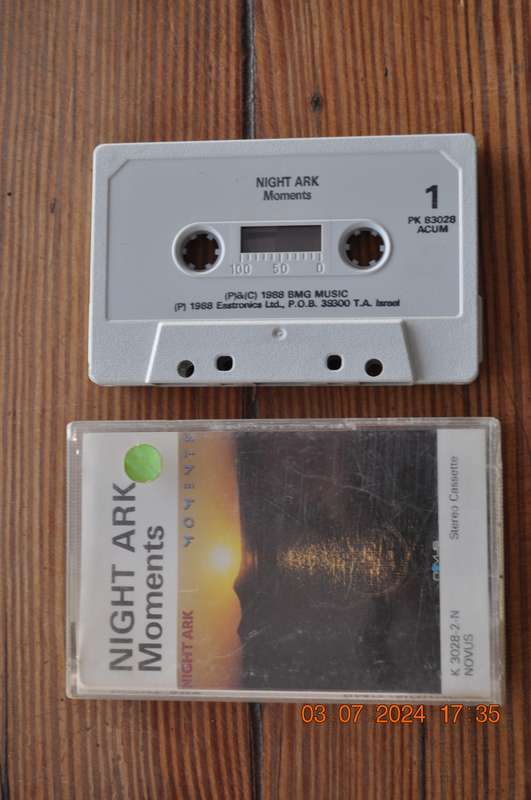 NIGHT ARK
Moments
1
PK 83028
ACUM
100 50 0
(P)&(C) 1988 BMG MUSIC
(P) 1988 Eastronics Ltd., P.O.B. 39300 T.A. Israel
NIGHT ARK
Moments
NIGHT ARK
MOMENTS
Stereo Cassette
K 3028-2-N
NOVUS
03 07 2024 17:35